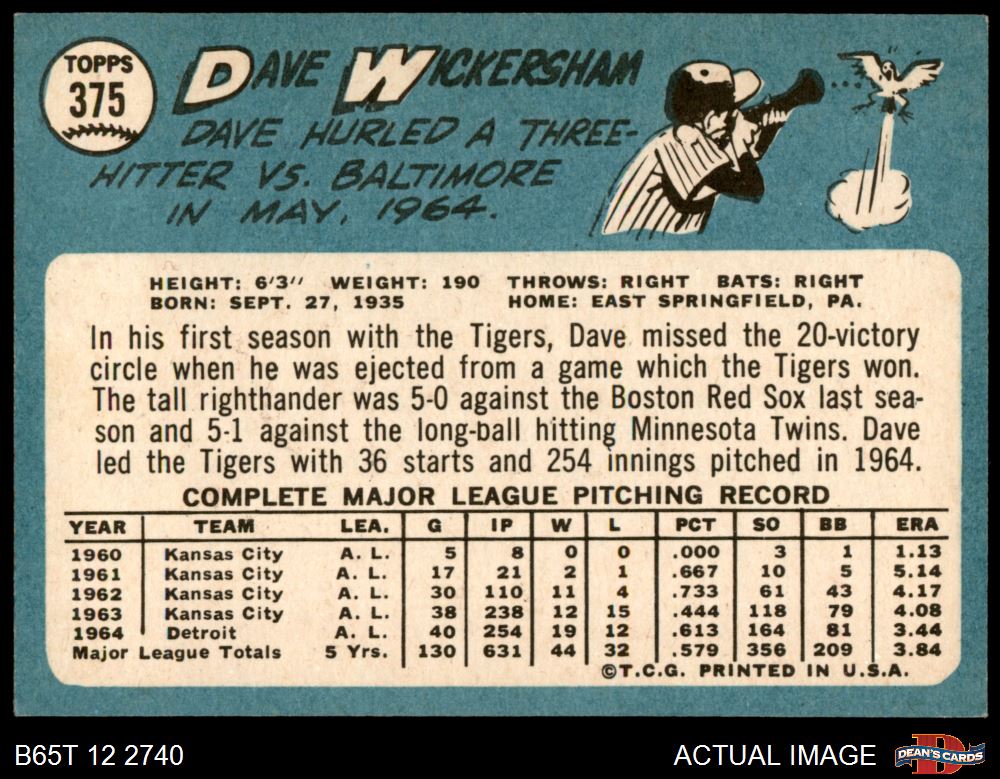 TOPPS
375
DAVE WICKERSHAM
DAVE HURLED A THREE-
HITTER VS. BALTIMORE
IN MAY, 1964.
HEIGHT: 6'3" WEIGHT: 190 THROWS: RIGHT BATS: RIGHT
BORN: SEPT. 27, 1935 HOME: EAST SPRINGFIELD, PA.
In his first season with the Tigers, Dave missed the 20-victory
circle when he was ejected from a game which the Tigers won.
The tall righthander was 5-0 against the Boston Red Sox last sea-
son and 5-1 against the long-ball hitting Minnesota Twins. Dave
led the Tigers with 36 starts and 254 innings pitched in 1964.
COMPLETE MAJOR LEAGUE PITCHING RECORD
YEAR TEAM LEA. G IP W L PCT SO BB ERA
1960 Kansas City A. L. 5 8 0 0 .000 3 1 1.13
1961 Kansas City A. L. 17 21 2 1 .667 10 5 5.14
1962 Kansas City A. L. 30 110 11 4 .733 61 43 4.17
1963 Kansas City A. L. 38 238 12 15 .444 118 79 4.08
1964 Detroit A. L. 40 254 19 12 .613 164 81 3.44
Major League Totals 5 Yrs. 130 631 44 32 .579 356 209 3.84
©T.C.G. PRINTED IN U.S.A.
B65T 12 2740 ACTUAL IMAGE DEAN'S CARDS